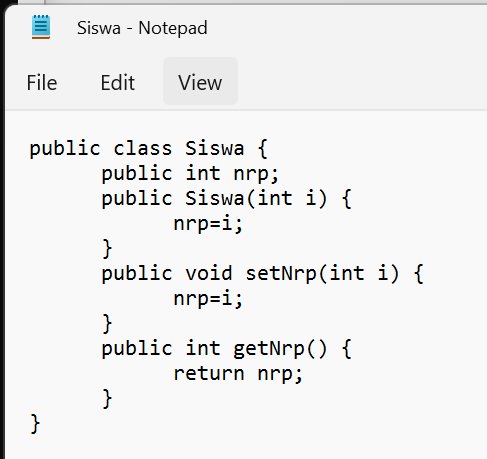 Siswa - Notepad
File Edit View
public class Siswa {
public int nrp;
public Siswa(int i) {
nrp=i;
}
public void setNrp(int i) {
nrp=i;
}
public int getNrp() {
return nrp;
}
}